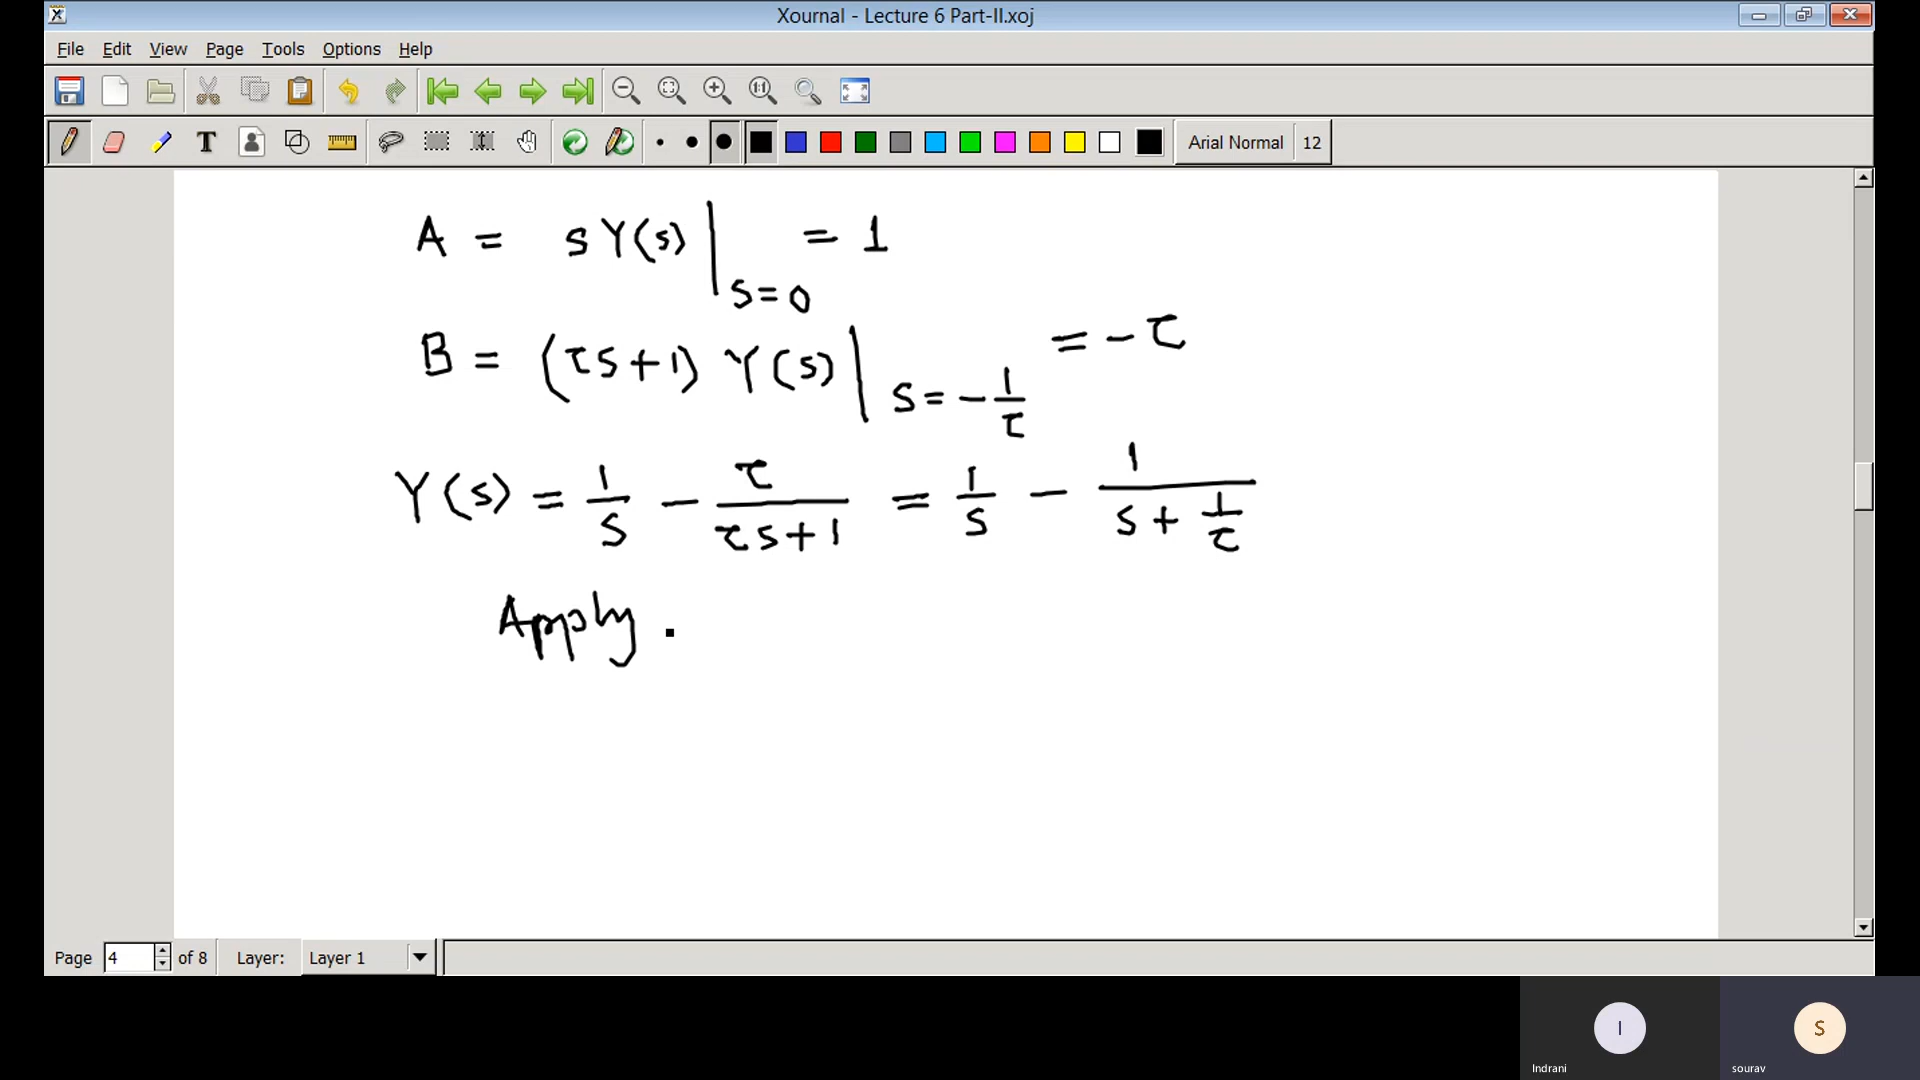 Xournal - Lecture 6 Part-II.xoj
File Edit View Page Tools Options Help
Arial Normal 12
A = sY(s)|s=0 = 1
B = (τs+1) Y(s)|s=-1/τ = -τ
Y(s) = 1/s - τ/(τs+1) = 1/s - 1/(s+1/τ)
Apply
Page 4 of 8 Layer: Layer 1
I
S
Indrani
sourav